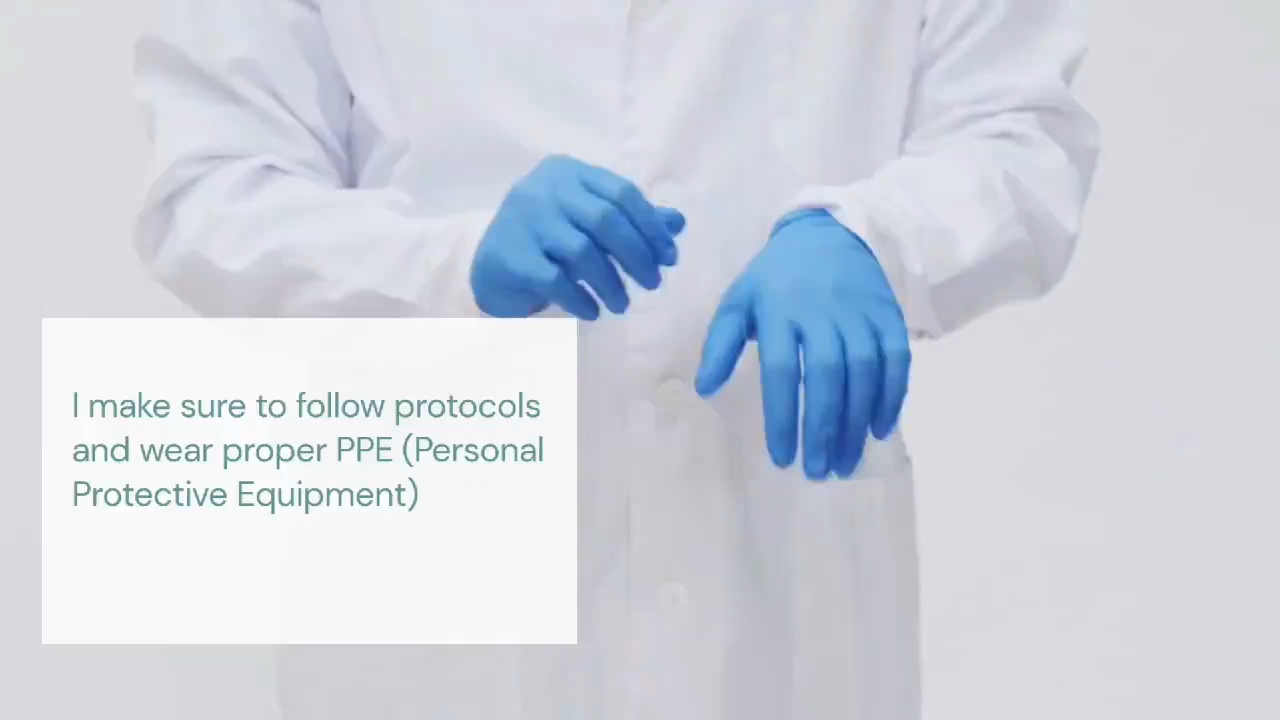 I make sure to follow protocols
and wear proper PPE (Personal
Protective Equipment)